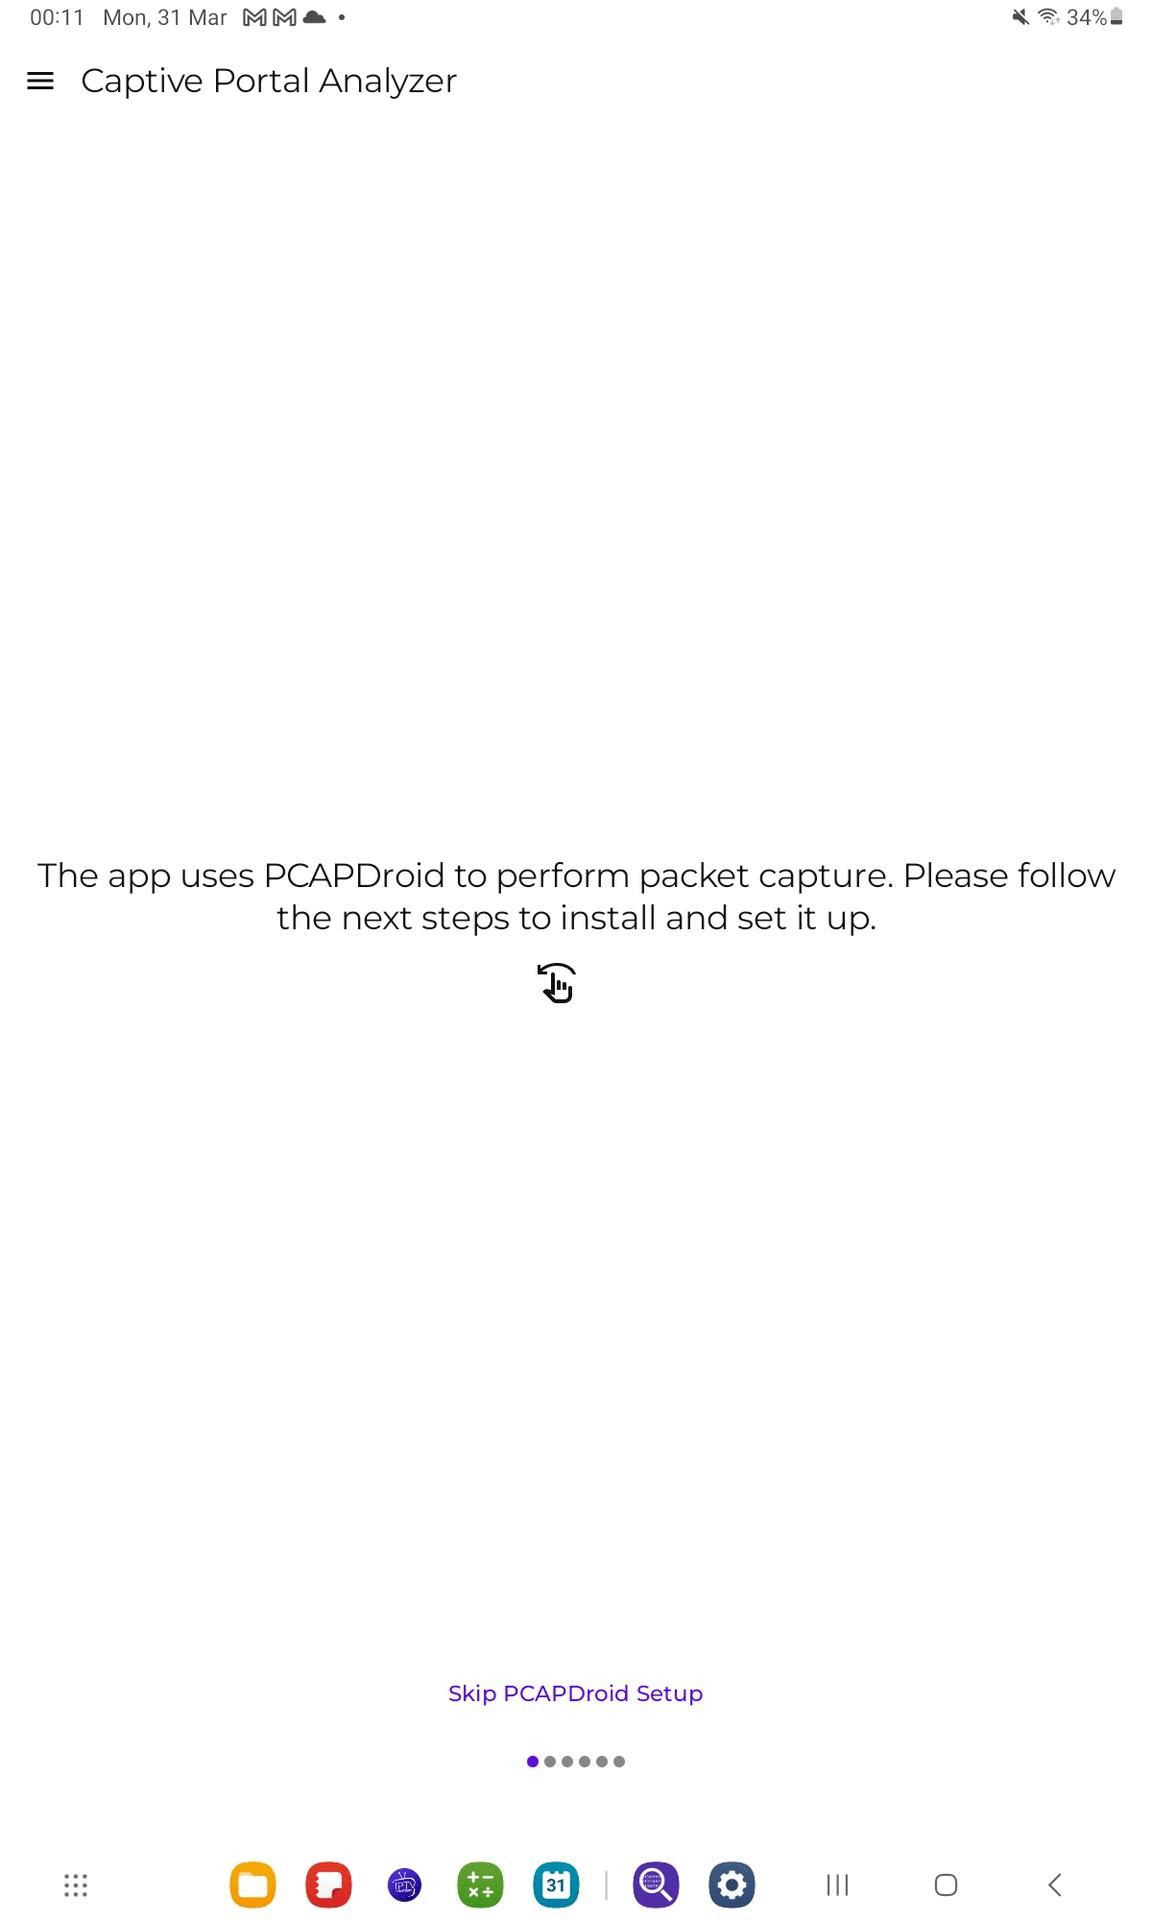 00:11 Mon, 31 Mar
34%
Captive Portal Analyzer
The app uses PCAPDroid to perform packet capture. Please follow
the next steps to install and set it up.
Skip PCAPDroid Setup
IPTV
31